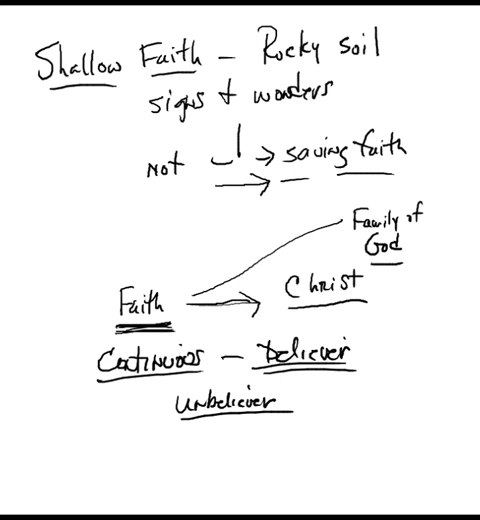 Shallow Faith – Rocky soil
signs + wonders
Not → saving faith
Family of
God
Faith → Christ
Continuous – Believer
Unbeliever